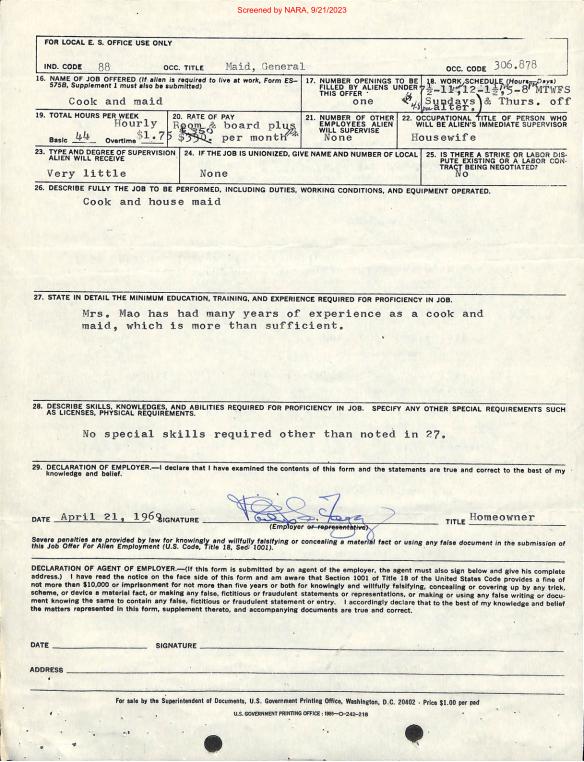 Screened by NARA, 9/21/2023
FOR LOCAL E. S. OFFICE USE ONLY
IND. CODE 88 OCC. TITLE Maid, General OCC. CODE 306.878
16. NAME OF JOB OFFERED (If alien is required to live at work, Form ES-575B, Supplement 1 must also be submitted)
Cook and maid
17. NUMBER OPENINGS TO BE FILLED BY ALIENS UNDER THIS OFFER
one
18. WORK SCHEDULE (Hours-Days)
5-8 MTWFS
Sundays & Thurs. off
alter.
19. TOTAL HOURS PER WEEK
Hourly
Basic 44 Overtime $1.75
20. RATE OF PAY
Room & board plus
per month
21. NUMBER OF OTHER EMPLOYEES ALIEN WILL SUPERVISE
None
22. OCCUPATIONAL TITLE OF PERSON WHO WILL BE ALIEN'S IMMEDIATE SUPERVISOR
Housewife
23. TYPE AND DEGREE OF SUPERVISION ALIEN WILL RECEIVE
Very little
24. IF THE JOB IS UNIONIZED, GIVE NAME AND NUMBER OF LOCAL
None
25. IS THERE A STRIKE OR LABOR DISPUTE EXISTING OR A LABOR CONTRACT BEING NEGOTIATED?
No
26. DESCRIBE FULLY THE JOB TO BE PERFORMED, INCLUDING DUTIES, WORKING CONDITIONS, AND EQUIPMENT OPERATED.
Cook and house maid
27. STATE IN DETAIL THE MINIMUM EDUCATION, TRAINING, AND EXPERIENCE REQUIRED FOR PROFICIENCY IN JOB.
Mrs. Mao has had many years of experience as a cook and
maid, which is more than sufficient.
28. DESCRIBE SKILLS, KNOWLEDGES, AND ABILITIES REQUIRED FOR PROFICIENCY IN JOB. SPECIFY ANY OTHER SPECIAL REQUIREMENTS SUCH
AS LICENSES, PHYSICAL REQUIREMENTS.
No special skills required other than noted in 27.
29. DECLARATION OF EMPLOYER.—I declare that I have examined the contents of this form and the statements are true and correct to the best of my
knowledge and belief.
DATE April 21, 1969 SIGNATURE TITLE Homeowner
(Employer or representative)
Severe penalties are provided by law for knowingly and willfully falsifying or concealing a material fact or using any false document in the submission of
this Job Offer For Alien Employment (U.S. Code, Title 18, Sec. 1001).
DECLARATION OF AGENT OF EMPLOYER.—(If this form is submitted by an agent of the employer, the agent must also sign below and give his complete
address.) I have read the notice on the face side of this form and am aware that Section 1001 of Title 18 of the United States Code provides a fine of
not more than $10,000 or imprisonment of not more than five years or both for knowingly and willfully falsifying, concealing or covering up by any trick,
scheme, or device a material fact, or making any false, fictitious or fraudulent statements or representations, or making or using any false writing or docu-
ment knowing the same to contain any false, fictitious or fraudulent statement or entry. I accordingly declare that to the best of my knowledge and belief
the matters represented in this form, supplement thereto, and accompanying documents are true and correct.
DATE SIGNATURE
ADDRESS
For sale by the Superintendent of Documents, U.S. Government Printing Office, Washington, D.C. 20402 - Price $1.00 per pad